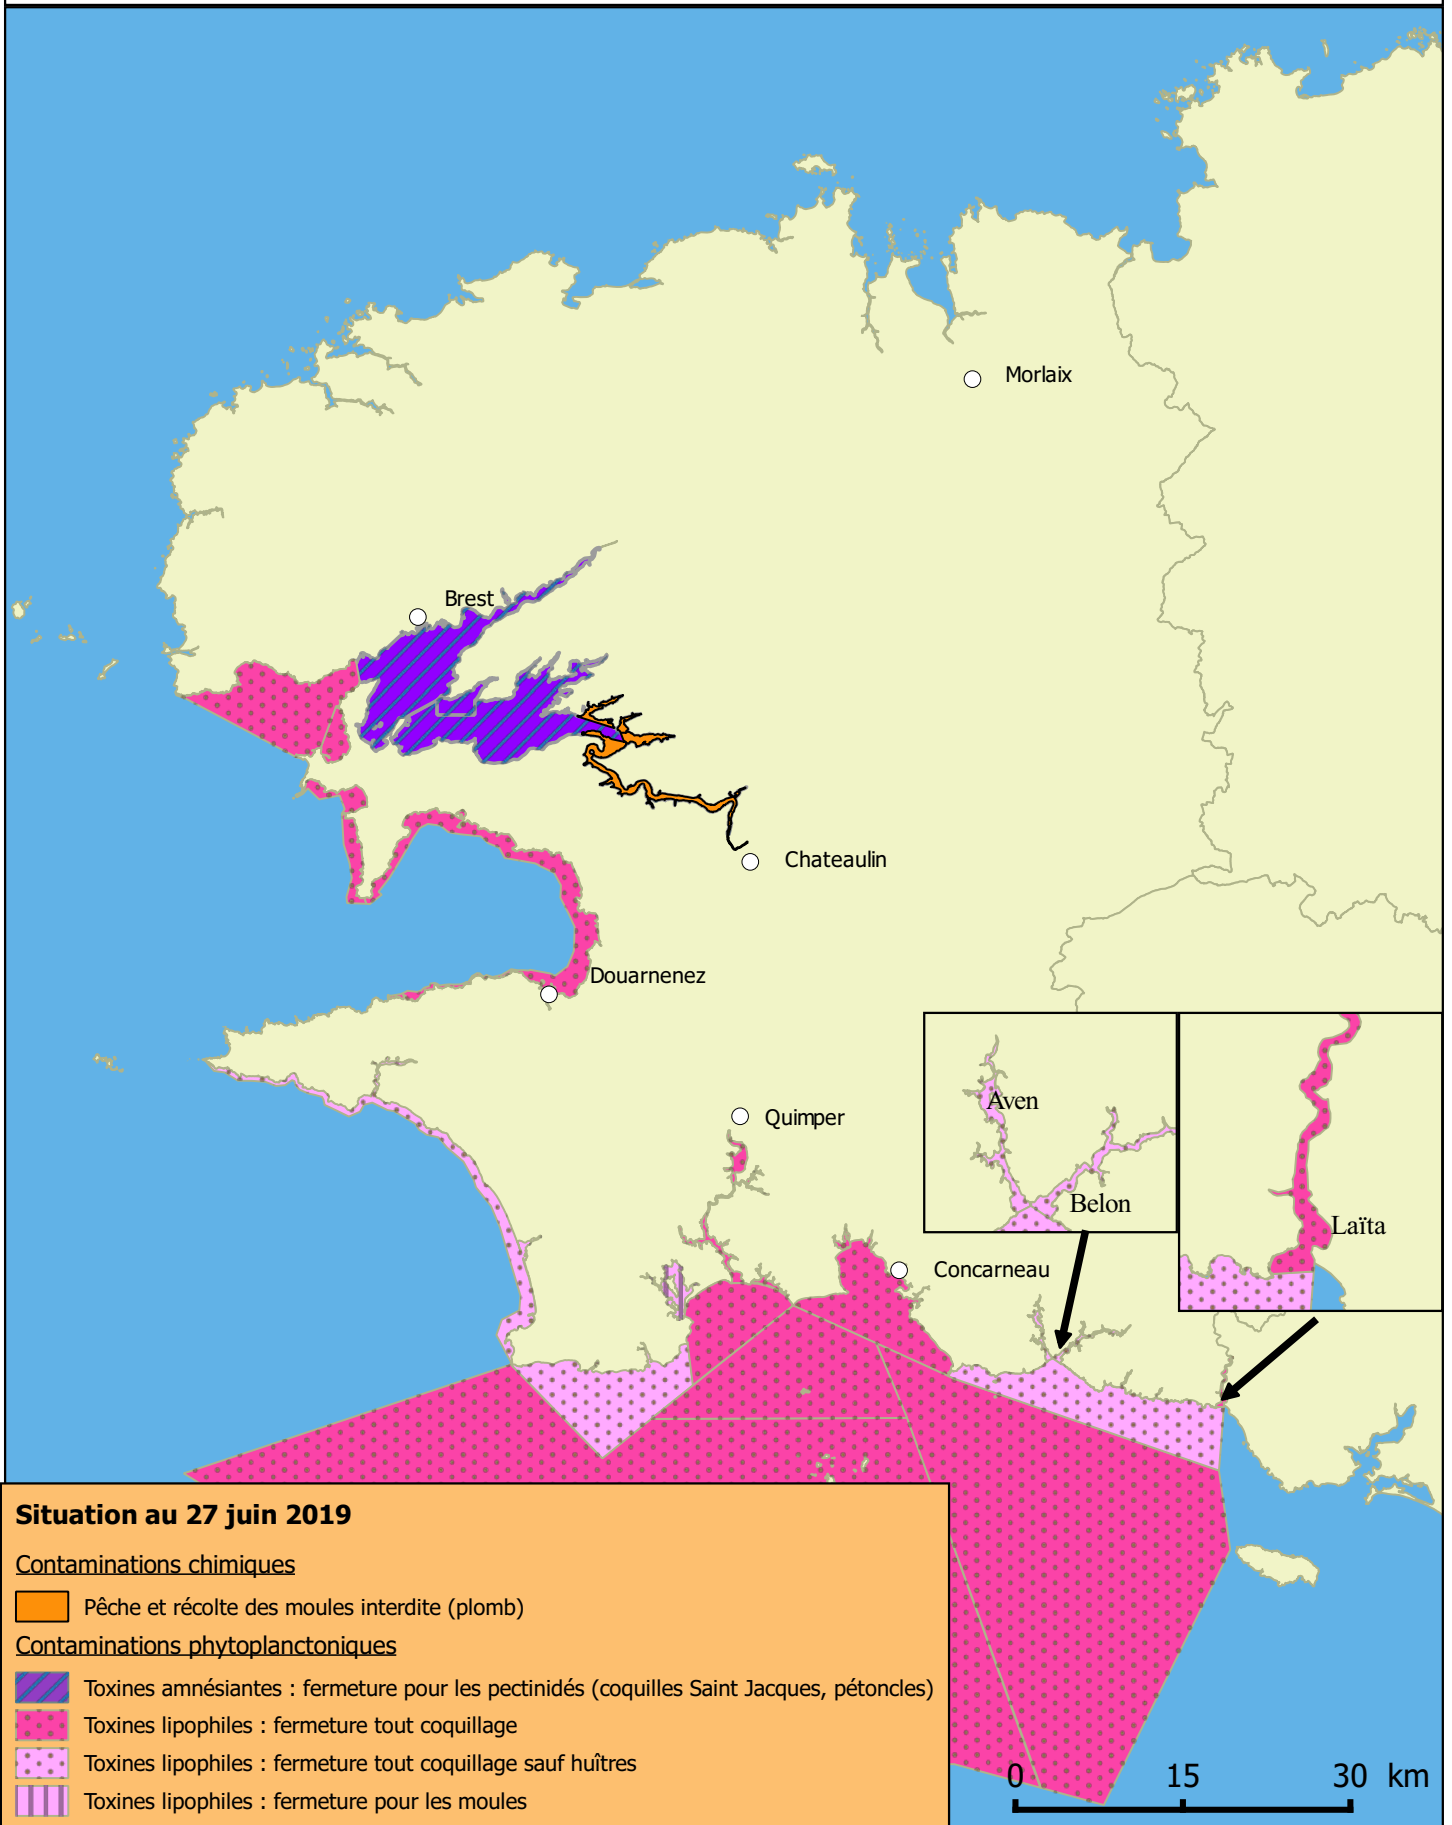 Morlaix
Brest
Chateaulin
Douarnenez
Quimper
Aven
Belon
Laïta
Concarneau
Situation au 27 juin 2019
Contaminations chimiques
Pêche et récolte des moules interdite (plomb)
Contaminations phytoplanctoniques
Toxines amnésiantes : fermeture pour les pectinidés (coquilles Saint Jacques, pétoncles)
Toxines lipophiles : fermeture tout coquillage
Toxines lipophiles : fermeture tout coquillage sauf huîtres
Toxines lipophiles : fermeture pour les moules
0 15 30 km